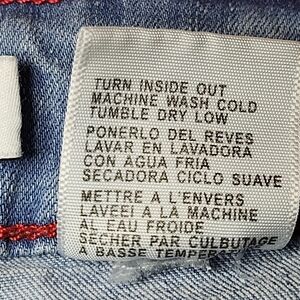 TURN INSIDE OUT
MACHINE WASH COLD
TUMBLE DRY LOW
PONERLO DEL REVES
LAVAR EN LAVADORA
CON AGUA FRIA
SECADORA CICLO SUAVE
METTRE A L'ENVERS
LAVEEI A LA MACHINE
AL EAU FROIDE
SÉCHER PAR CULBUTAGE
A BASSE